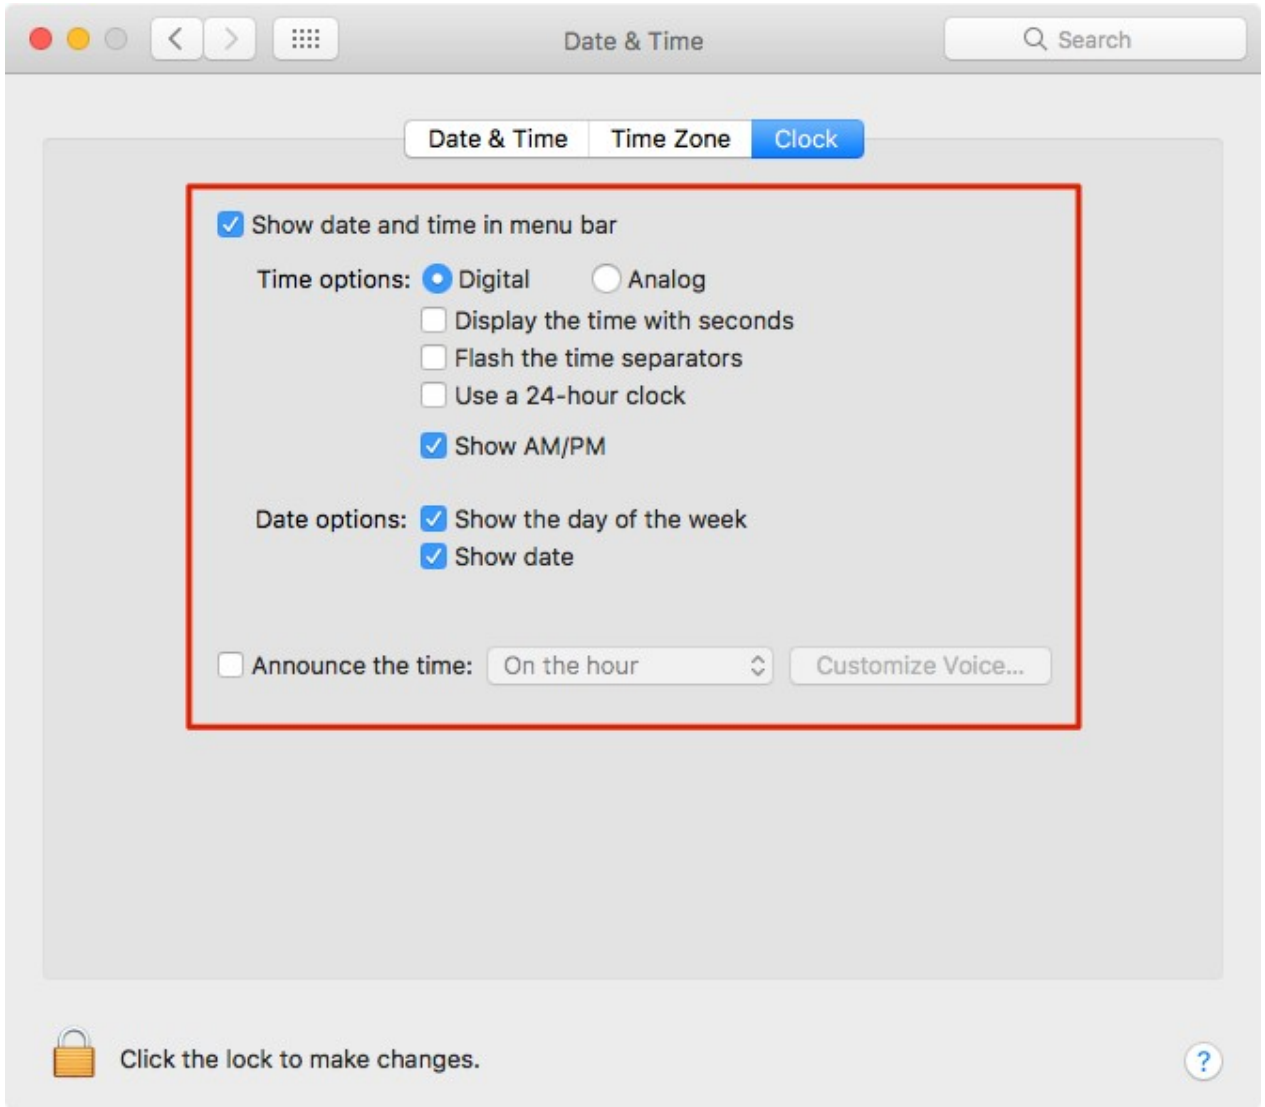 Date & Time
Search
Date & Time Time Zone Clock
Show date and time in menu bar
Time options: Digital Analog
Display the time with seconds
Flash the time separators
Use a 24-hour clock
Show AM/PM
Date options: Show the day of the week
Show date
Announce the time: On the hour Customize Voice...
Click the lock to make changes.
?